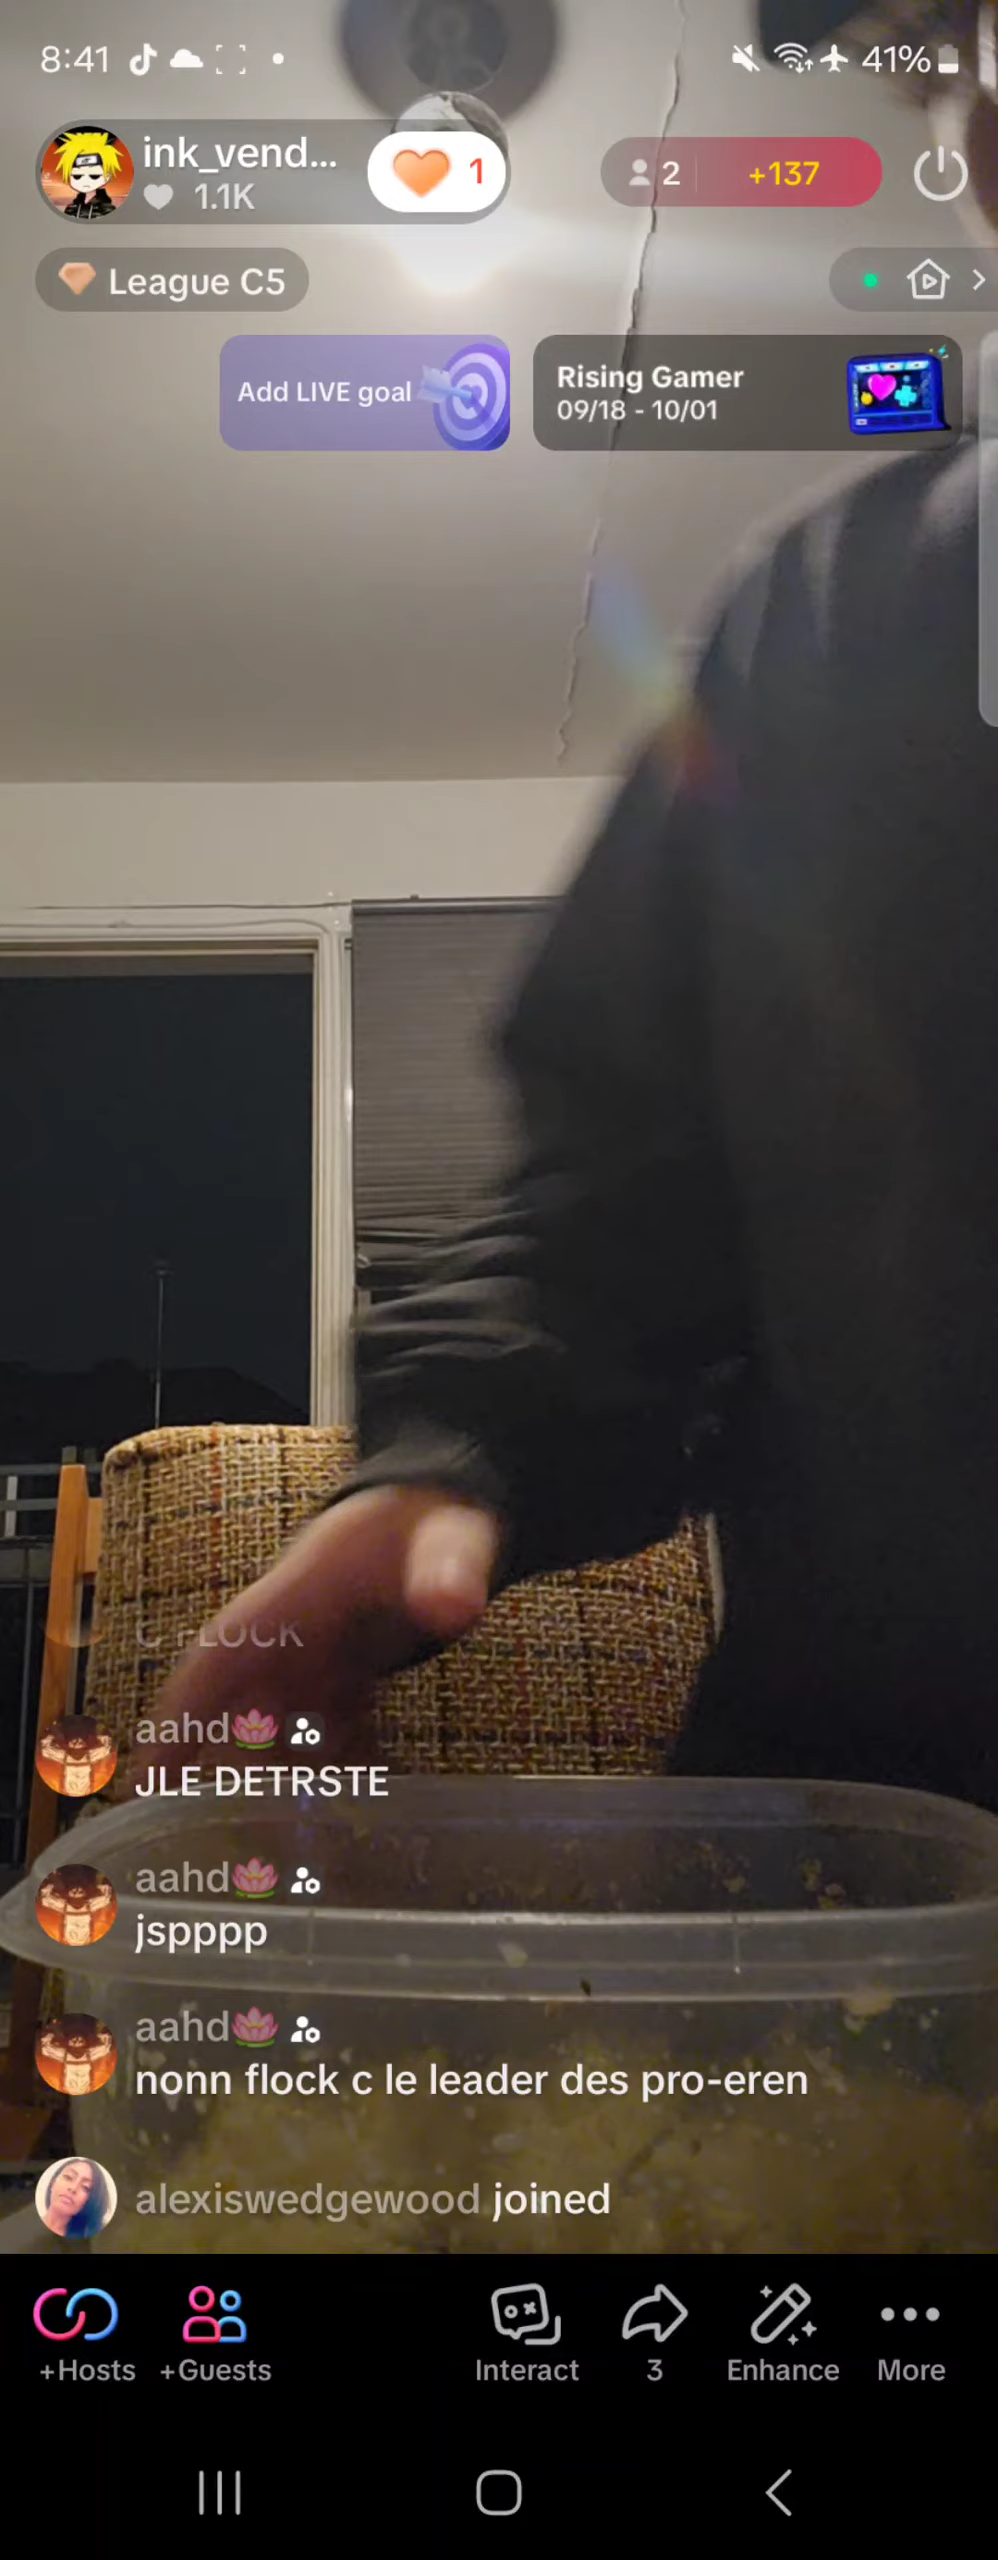 8:41
41%
ink_vend...
1.1K
1
2
+137
League C5
Add LIVE goal
Rising Gamer
09/18 - 10/01
C FLOCK
aahd🪷
JLE DETRSTE
aahd🪷
jspppp
aahd🪷
nonn flock c le leader des pro-eren
alexiswedgewood joined
+Hosts
+Guests
Interact
3
Enhance
More